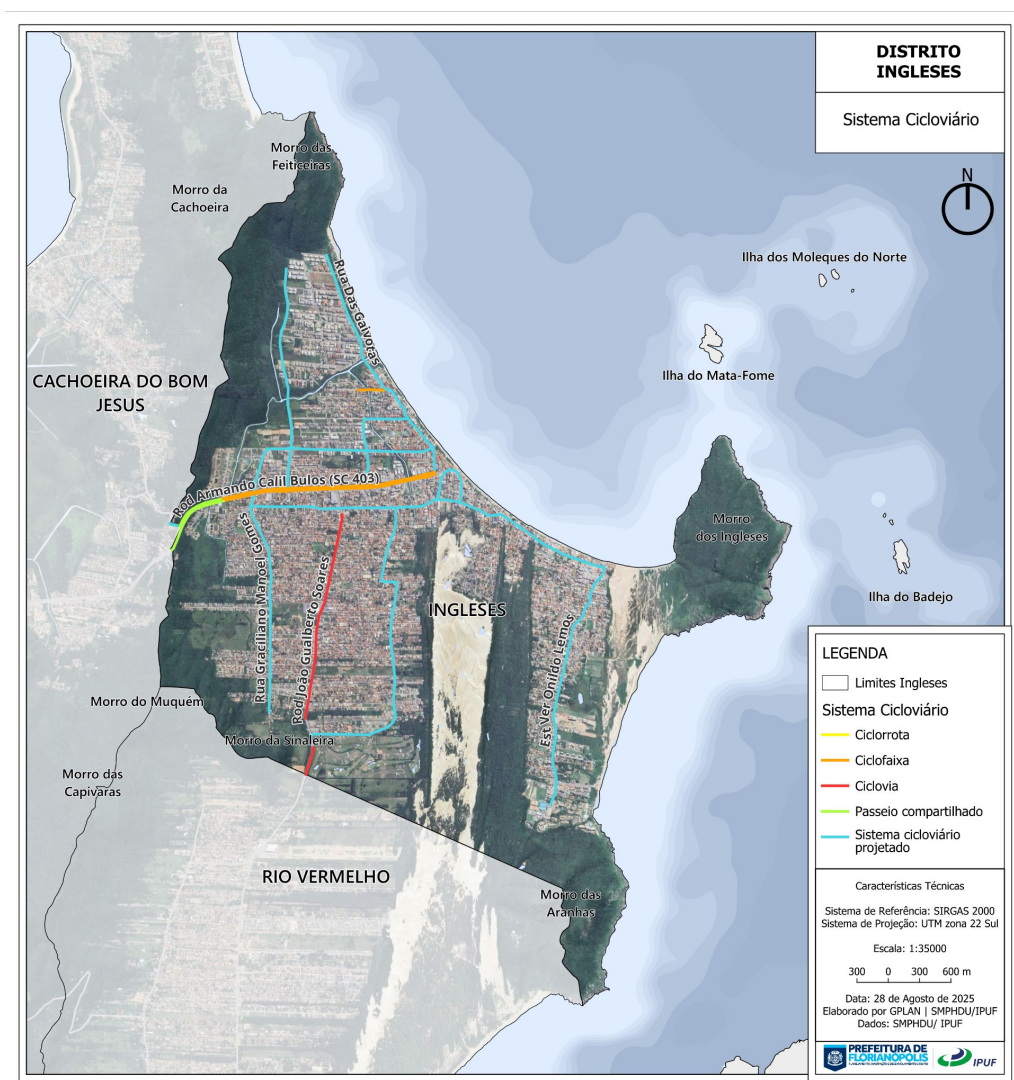 DISTRITO
INGLESES
Sistema Cicloviário
N
Morro das
Feiticeiras
Morro da
Cachoeira
Rua Das Gaivotas
Ilha dos Moleques do Norte
Ilha do Mata-Fome
CACHOEIRA DO BOM
JESUS
Rod Armando Calil Bulos (SC 403)
Morro
dos Ingleses
Rua Graciliano Manoel Gomes
Rod João Gualberto Soares
INGLESES
Est Ver Onildo Lemos
Ilha do Badejo
Morro do Muquém
Morro da Sinaleira
Morro das
Capivaras
RIO VERMELHO
Morro das
Aranhas
LEGENDA
Limites Ingleses
Sistema Cicloviário
Ciclorrota
Ciclofaixa
Ciclovia
Passeio compartilhado
Sistema cicloviário
projetado
Características Técnicas
Sistema de Referência: SIRGAS 2000
Sistema de Projeção: UTM zona 22 Sul
Escala: 1:35000
300 0 300 600 m
Data: 28 de Agosto de 2025
Elaborado por GPLAN | SMPHDU/IPUF
Dados: SMPHDU/ IPUF
PREFEITURA DE
FLORIANÓPOLIS
IPUF